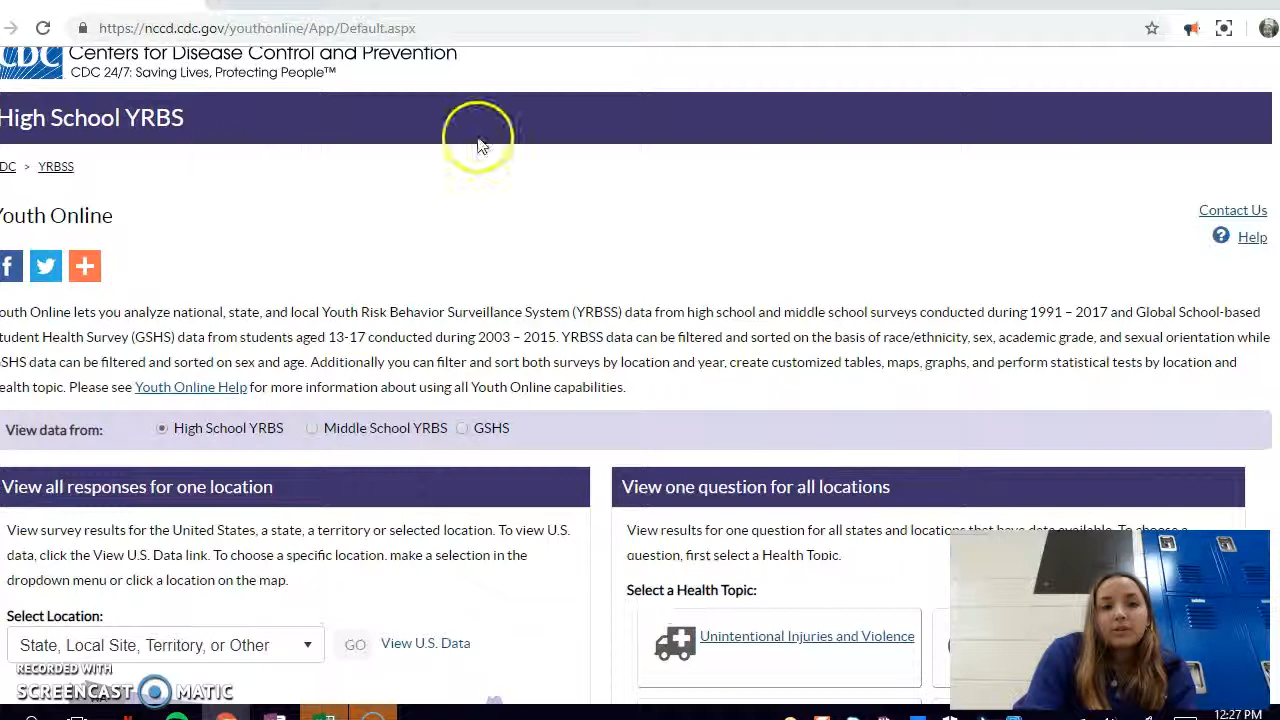 https://nccd.cdc.gov/youthonline/App/Default.aspx
CDC Centers for Disease Control and Prevention
CDC 24/7: Saving Lives, Protecting People™
High School YRBS
DC > YRBSS
Youth Online
Contact Us
Help
outh Online lets you analyze national, state, and local Youth Risk Behavior Surveillance System (YRBSS) data from high school and middle school surveys conducted during 1991 – 2017 and Global School-based
tudent Health Survey (GSHS) data from students aged 13-17 conducted during 2003 – 2015. YRBSS data can be filtered and sorted on the basis of race/ethnicity, sex, academic grade, and sexual orientation while
SHS data can be filtered and sorted on sex and age. Additionally you can filter and sort both surveys by location and year, create customized tables, maps, graphs, and perform statistical tests by location and
ealth topic. Please see Youth Online Help for more information about using all Youth Online capabilities.
View data from: High School YRBS Middle School YRBS GSHS
View all responses for one location
View survey results for the United States, a state, a territory or selected location. To view U.S.
data, click the View U.S. Data link. To choose a specific location, make a selection in the
dropdown menu or click a location on the map.
Select Location:
State, Local Site, Territory, or Other GO View U.S. Data
View one question for all locations
View results for one question for all states and locations that have data available. To choose a
question, first select a Health Topic.
Select a Health Topic:
Unintentional Injuries and Violence
RECORDED WITH
SCREENCAST MATIC
12:27 PM